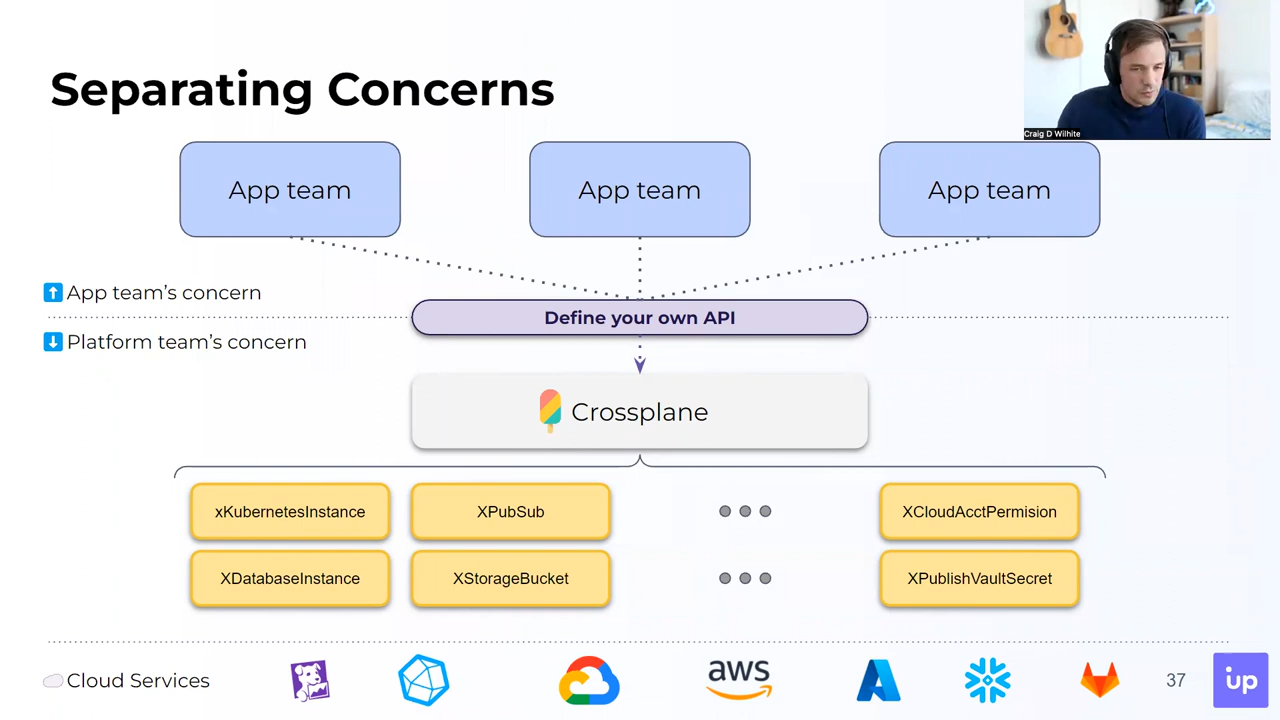 Separating Concerns
Craig D Wilhite
App team
App team
App team
App team's concern
Define your own API
Platform team's concern
Crossplane
xKubernetesInstance
XPubSub
XCloudAcctPermision
XDatabaseInstance
XStorageBucket
XPublishVaultSecret
Cloud Services
aws
37
up